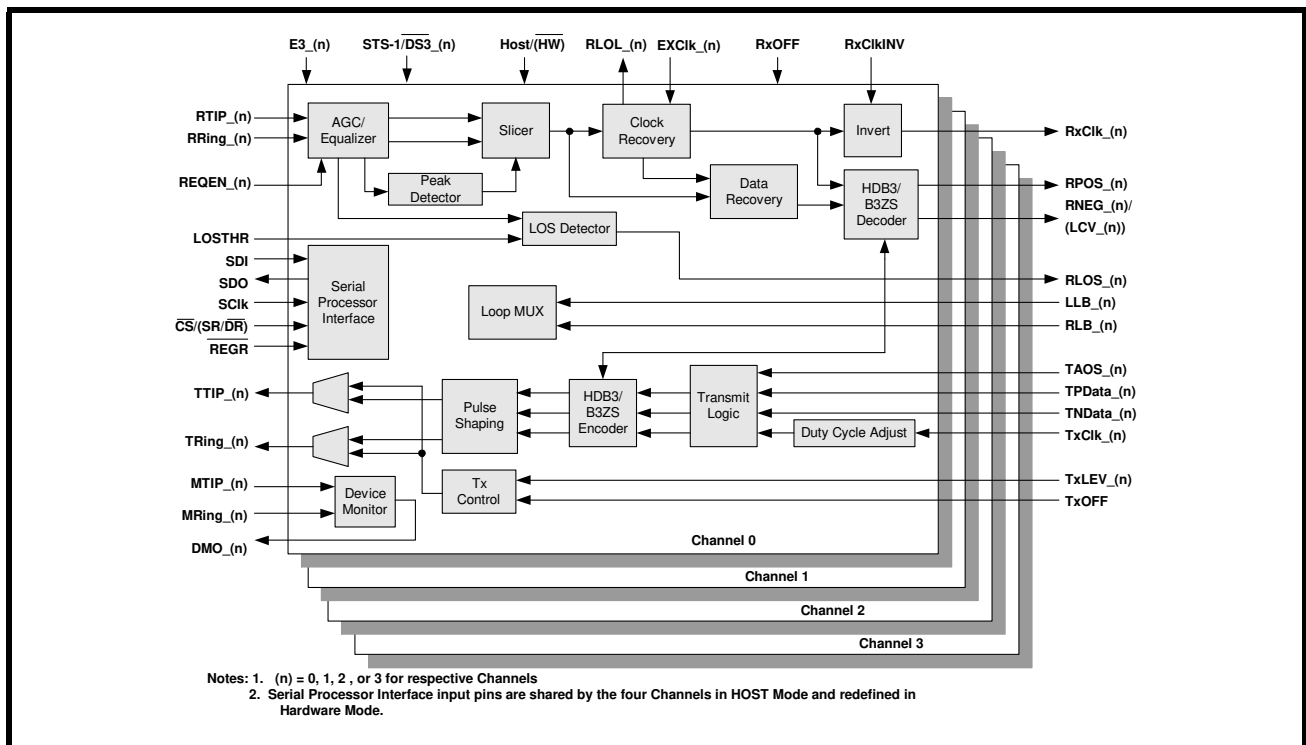 E3_(n) STS-1/DS3_(n) Host/(HW) RLOL_(n) EXClk_(n) RxOFF RxClkINV
RTIP_(n)
RRing_(n)
REQEN_(n)
LOSTHR
SDI
SDO
SClk
CS/(SR/DR)
REGR
TTIP_(n)
TRing_(n)
MTIP_(n)
MRing_(n)
DMO_(n)
AGC/
Equalizer
Peak
Detector
Slicer
Clock
Recovery
Data
Recovery
Invert
HDB3/
B3ZS
Decoder
LOS Detector
Serial
Processor
Interface
Loop MUX
Pulse
Shaping
HDB3/
B3ZS
Encoder
Transmit
Logic
Duty Cycle Adjust
Tx
Control
Device
Monitor
RxClk_(n)
RPOS_(n)
RNEG_(n)/
(LCV_(n))
RLOS_(n)
LLB_(n)
RLB_(n)
TAOS_(n)
TPData_(n)
TNData_(n)
TxClk_(n)
TxLEV_(n)
TxOFF
Channel 0
Channel 1
Channel 2
Channel 3
Notes: 1. (n) = 0, 1, 2 , or 3 for respective Channels
2. Serial Processor Interface input pins are shared by the four Channels in HOST Mode and redefined in
Hardware Mode.